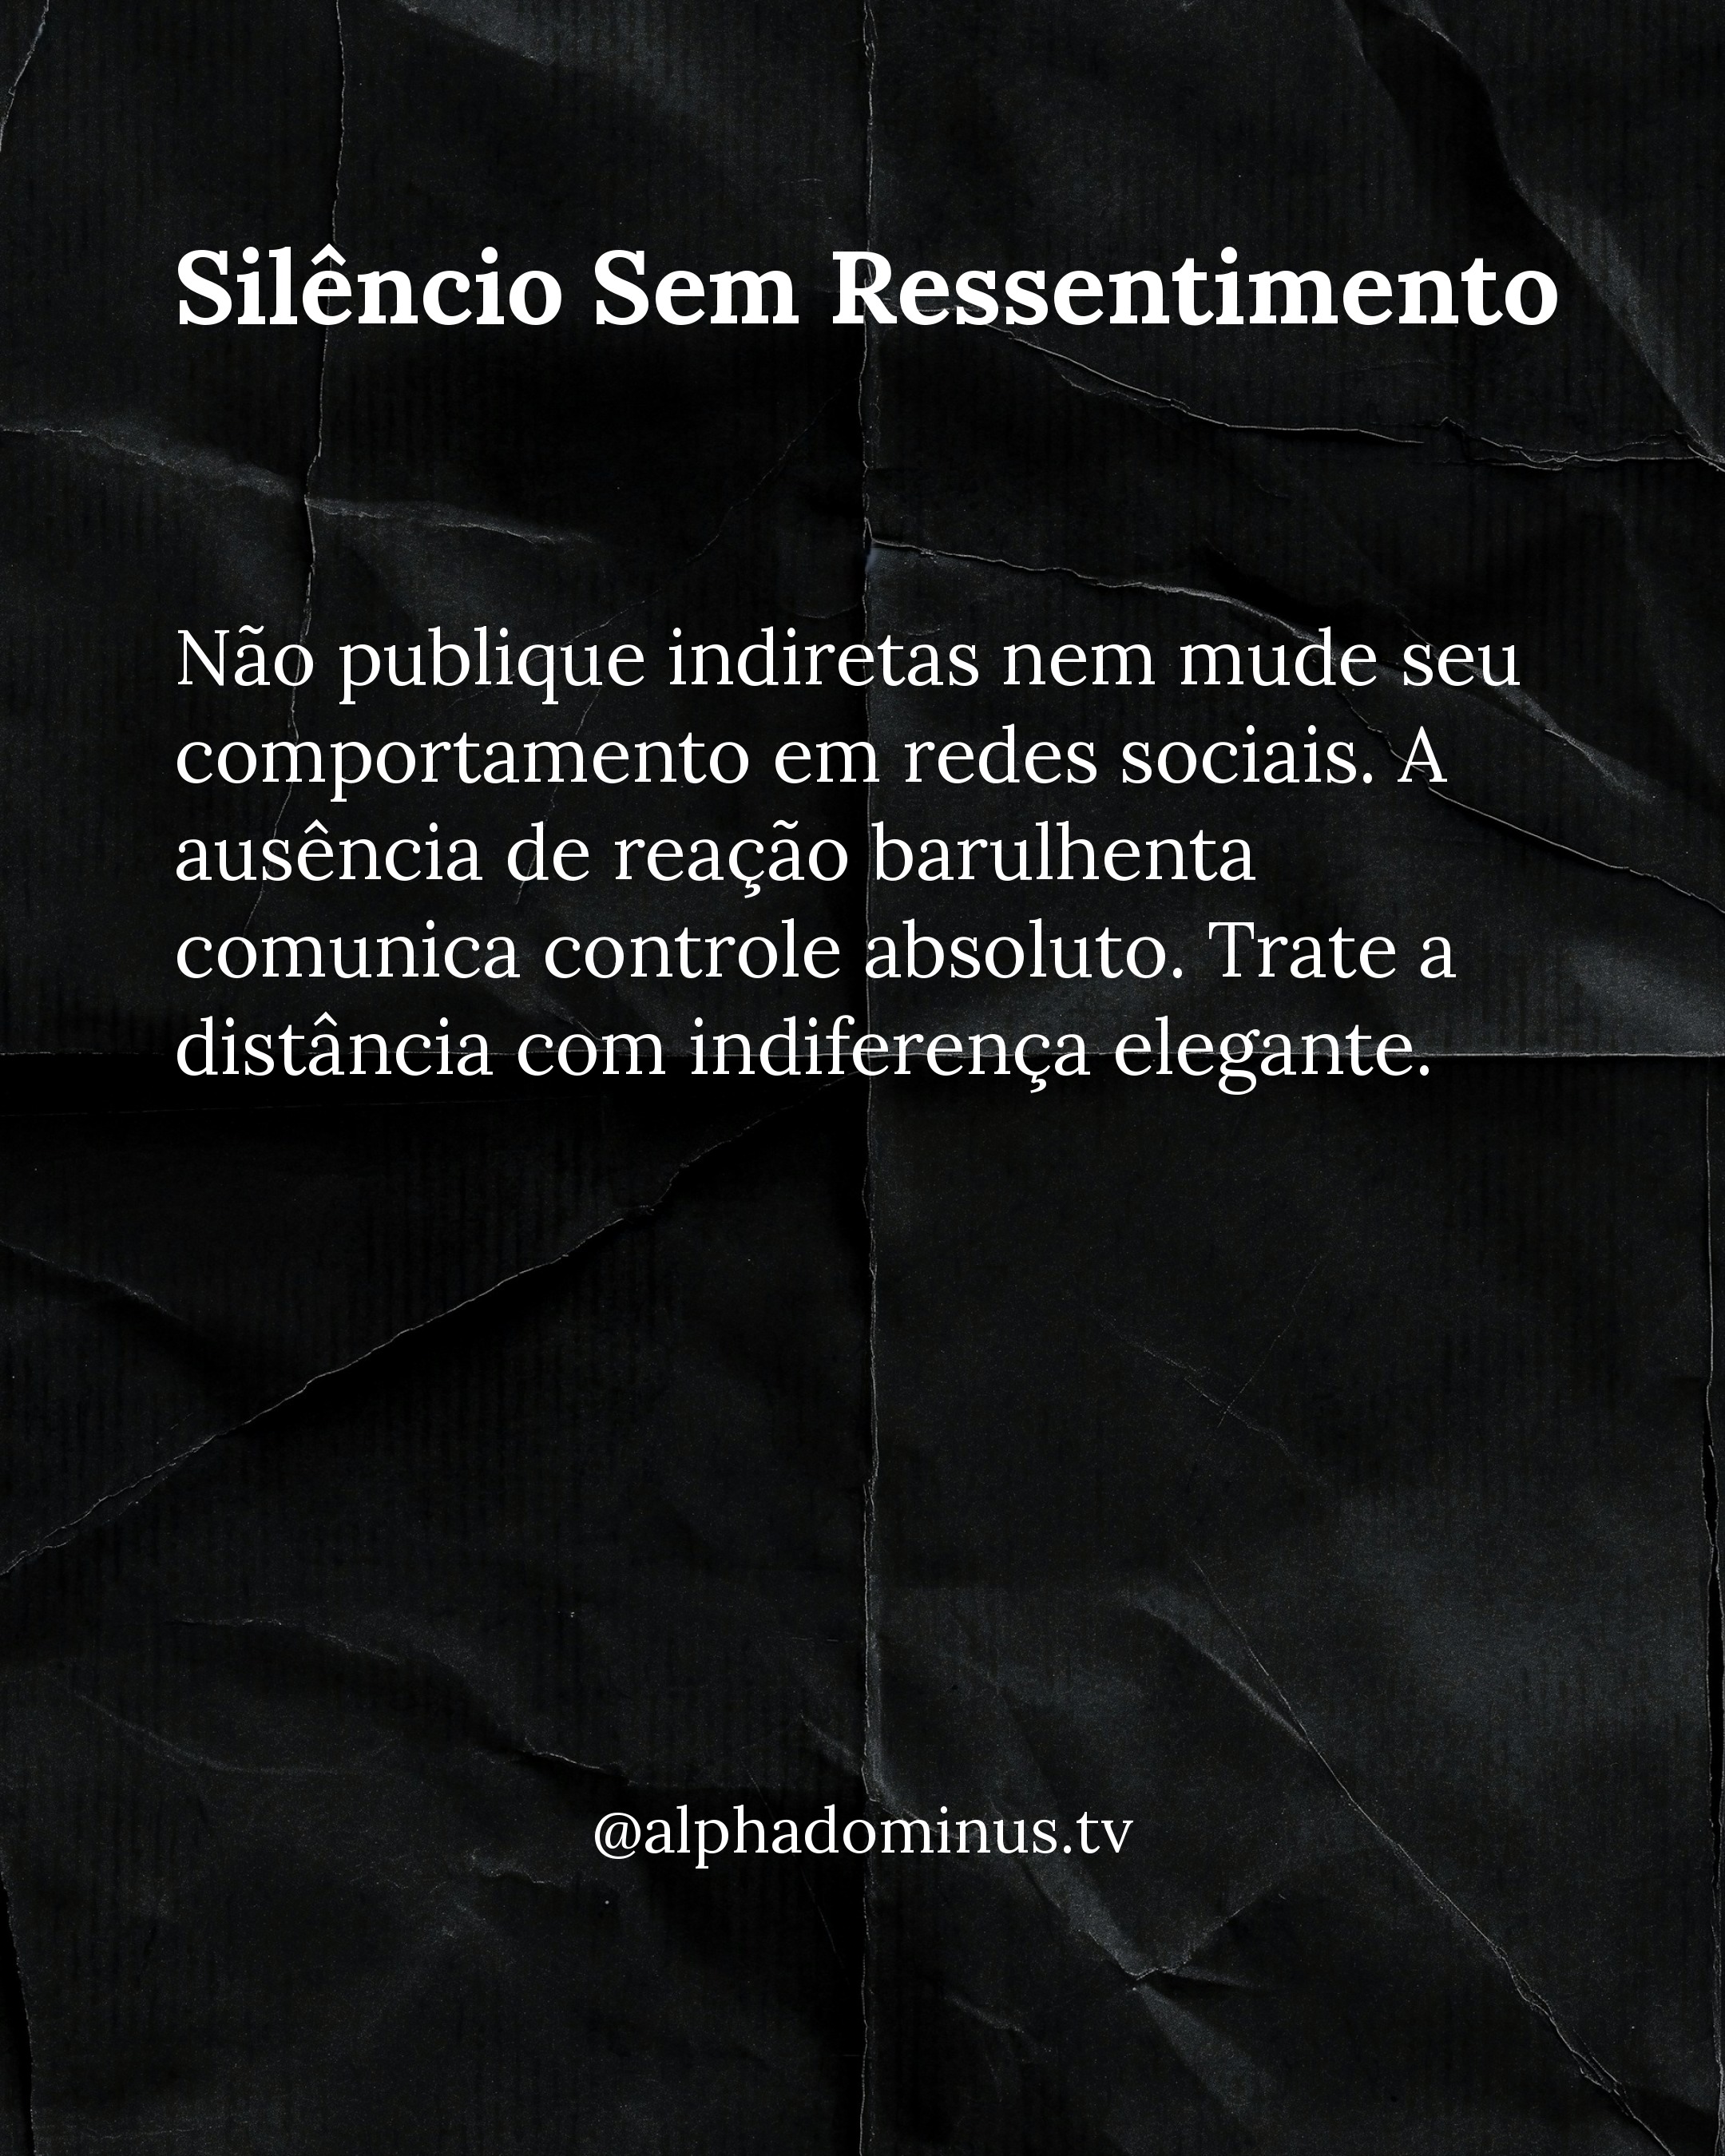 Silêncio Sem Ressentimento
Não publique indiretas nem mude seu
comportamento em redes sociais. A
ausência de reação barulhenta
comunica controle absoluto. Trate a
distância com indiferença elegante.
@alphadominus.tv